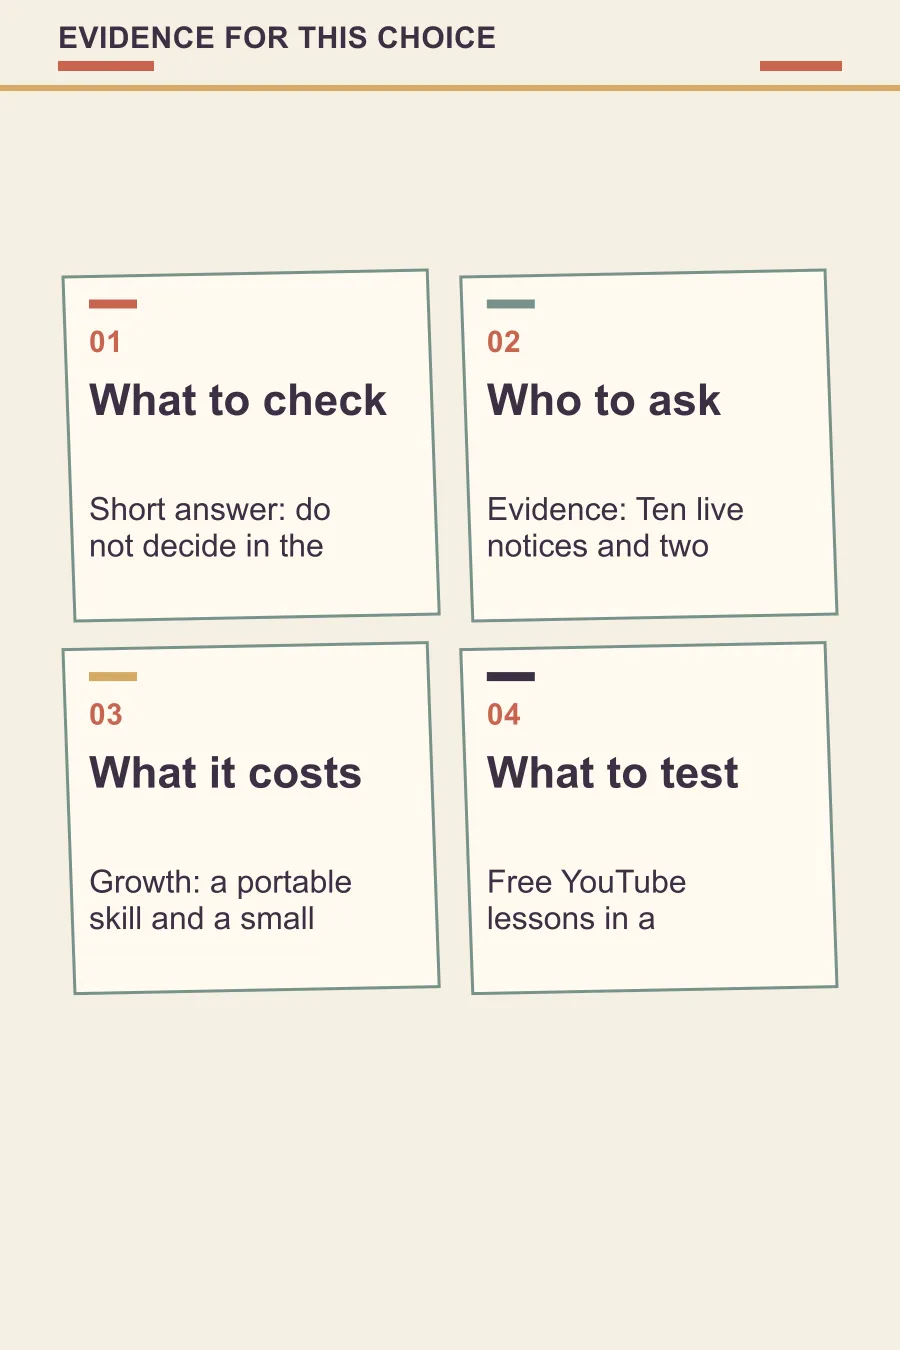 EVIDENCE FOR THIS CHOICE
01
What to check
Short answer: do
not decide in the
02
Who to ask
Evidence: Ten live
notices and two
03
What it costs
Growth: a portable
skill and a small
04
What to test
Free YouTube
lessons in a